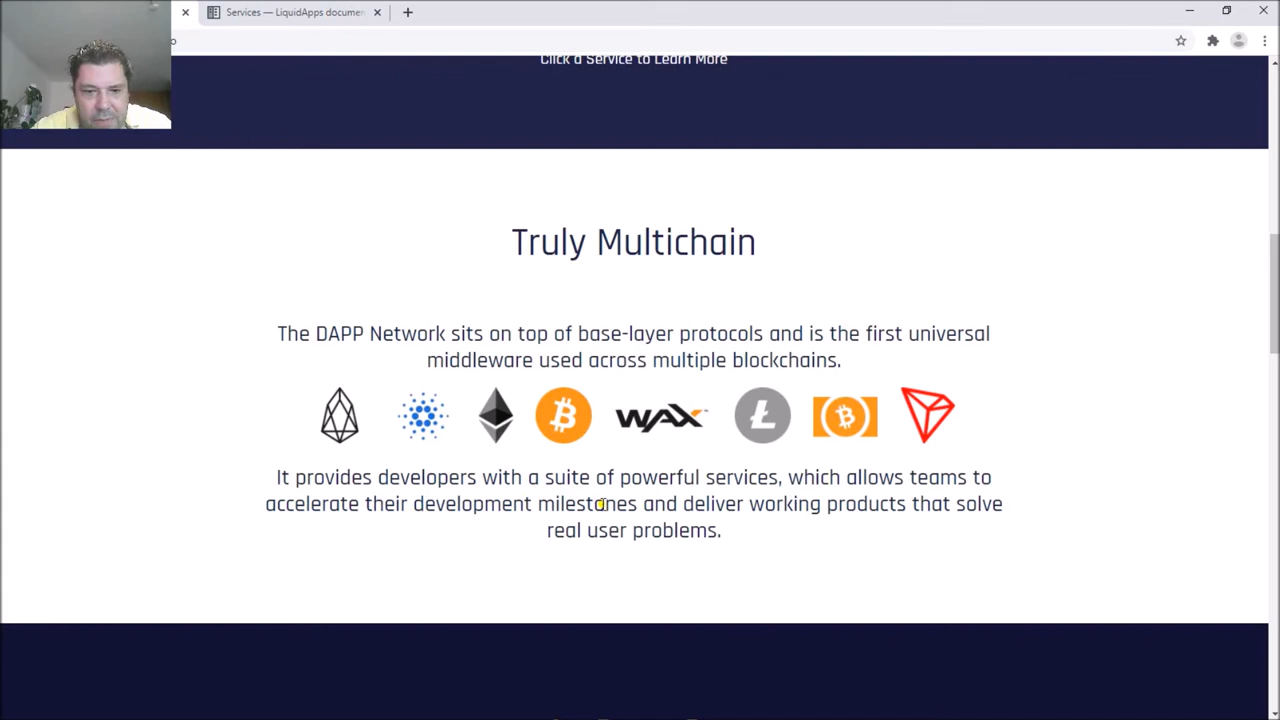 Services — LiquidApps documen
Click a Service to Learn More
Truly Multichain
The DAPP Network sits on top of base-layer protocols and is the first universal
middleware used across multiple blockchains.
WAX
It provides developers with a suite of powerful services, which allows teams to
accelerate their development milestones and deliver working products that solve
real user problems.